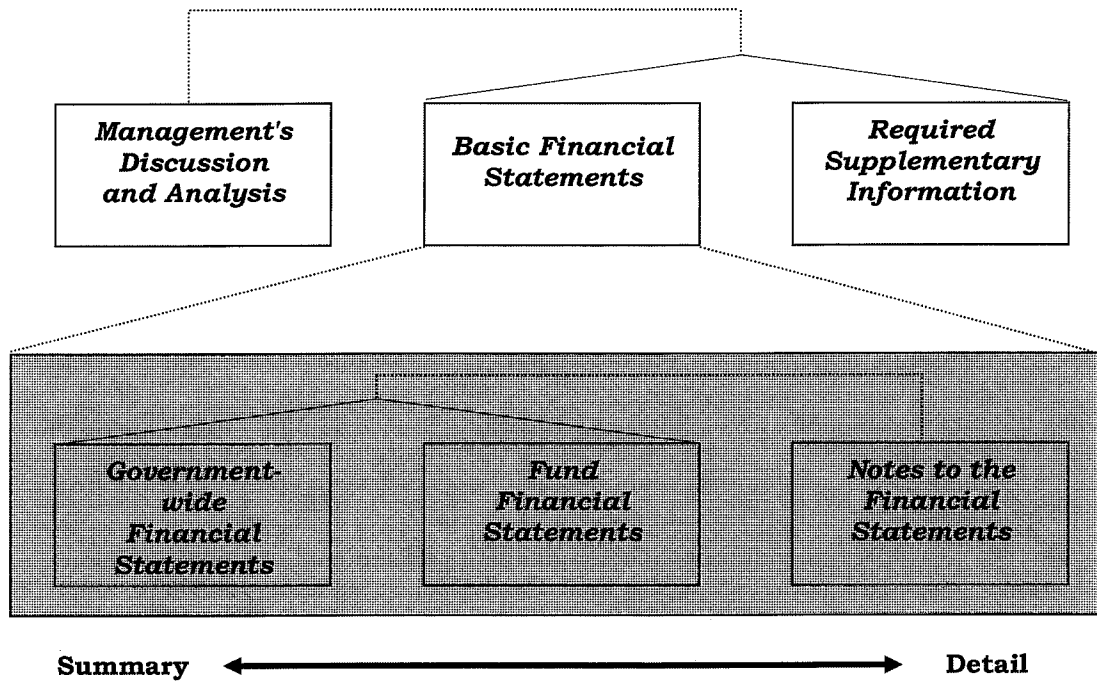 Management's
Discussion
and Analysis
Basic Financial
Statements
Required
Supplementary
Information
Government-
wide
Financial
Statements
Fund
Financial
Statements
Notes to the
Financial
Statements
Summary
Detail